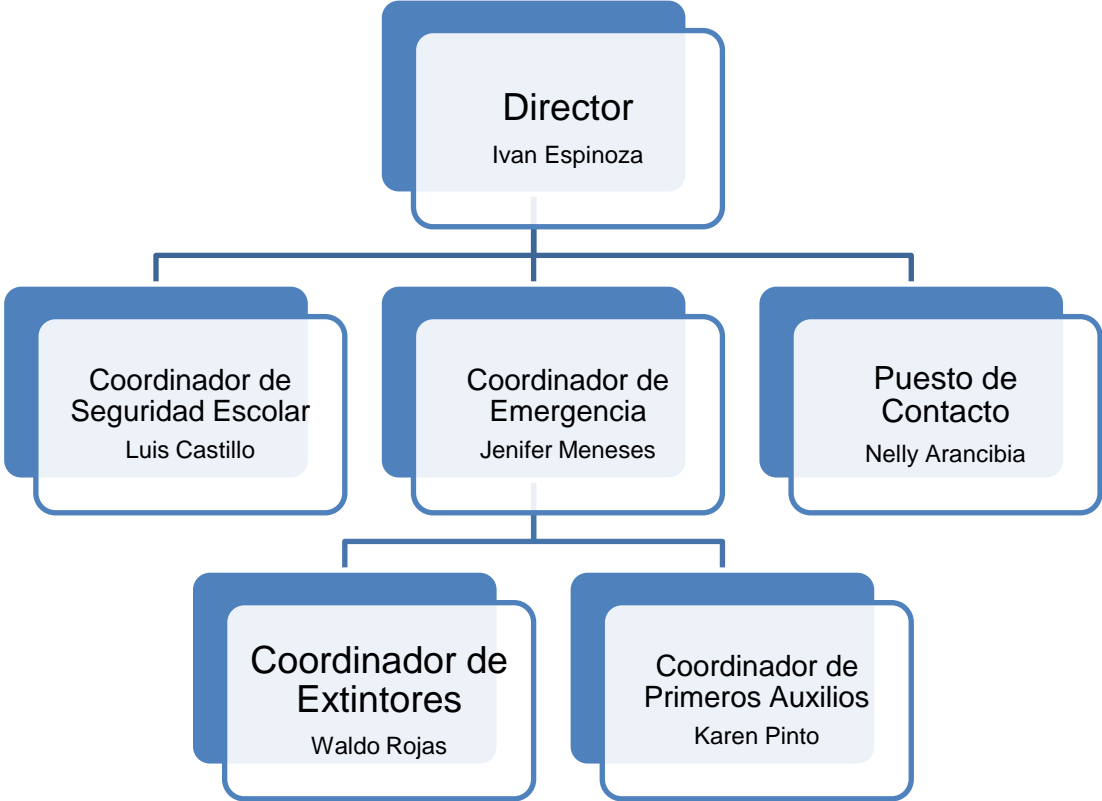 Director
Ivan Espinoza
Coordinador de
Seguridad Escolar
Luis Castillo
Coordinador de
Emergencia
Jenifer Meneses
Puesto de
Contacto
Nelly Arancibia
Coordinador de
Extintores
Waldo Rojas
Coordinador de
Primeros Auxilios
Karen Pinto